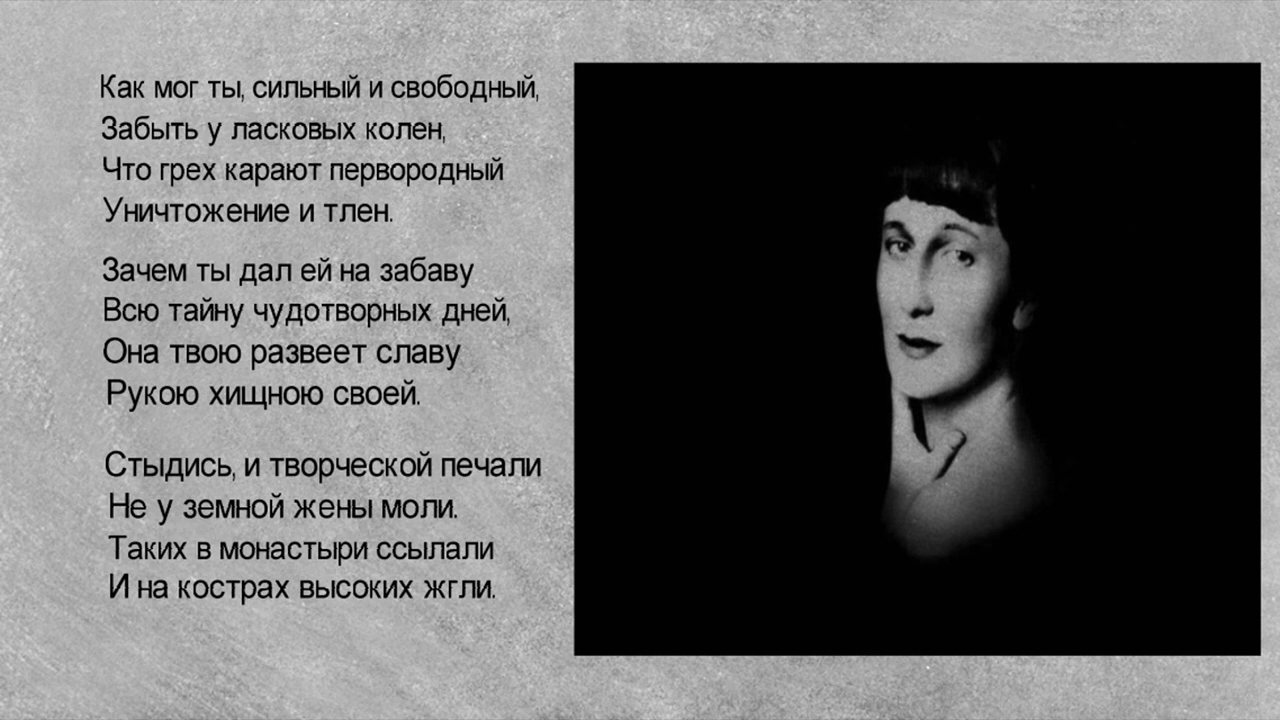 Как мог ты, сильный и свободный,
Забыть у ласковых колен,
Что грех карают первородный
Уничтожение и тлен.
Зачем ты дал ей на забаву
Всю тайну чудотворных дней,
Она твою развеет славу
Рукою хищною своей.
Стыдись, и творческой печали
Не у земной жены моли.
Таких в монастыри ссылали
И на кострах высоких жгли.